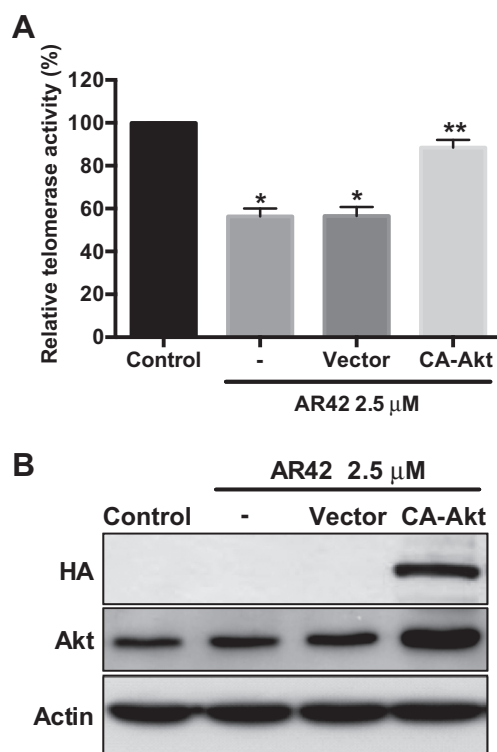 A
Relative telomerase activity (%)
120
100
80
60
40
20
0
*
*
**
Control - Vector CA-Akt
AR42 2.5 μM
B
AR42 2.5 μM
Control - Vector CA-Akt
HA
Akt
Actin